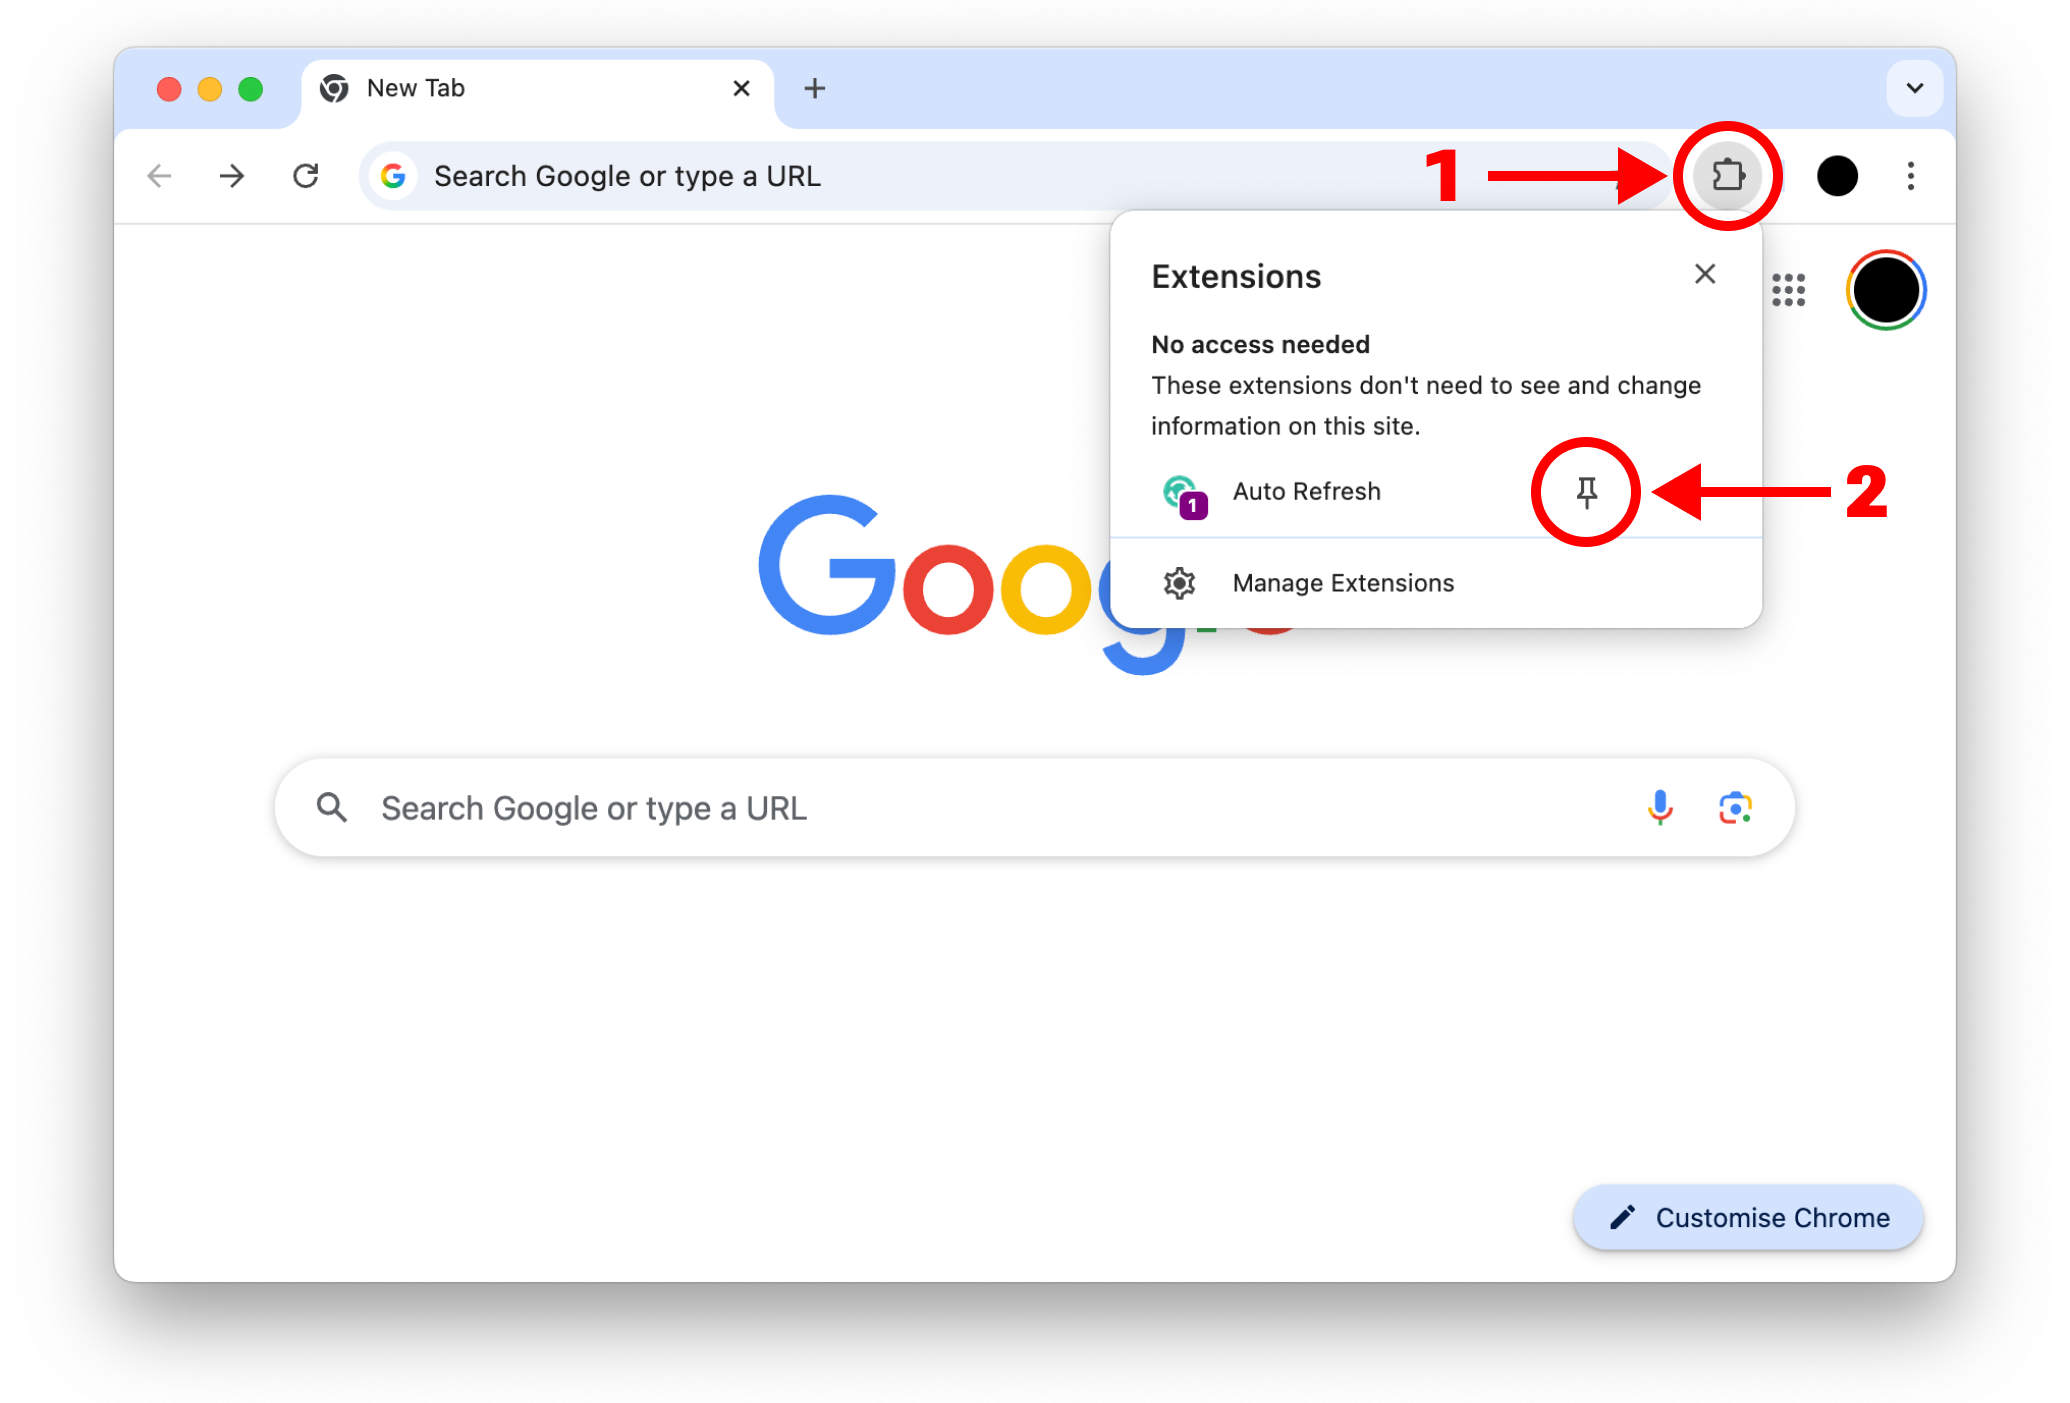 New Tab
Search Google or type a URL
1
Extensions
No access needed
These extensions don't need to see and change
information on this site.
1
Auto Refresh
2
Manage Extensions
Goog
Search Google or type a URL
Customise Chrome